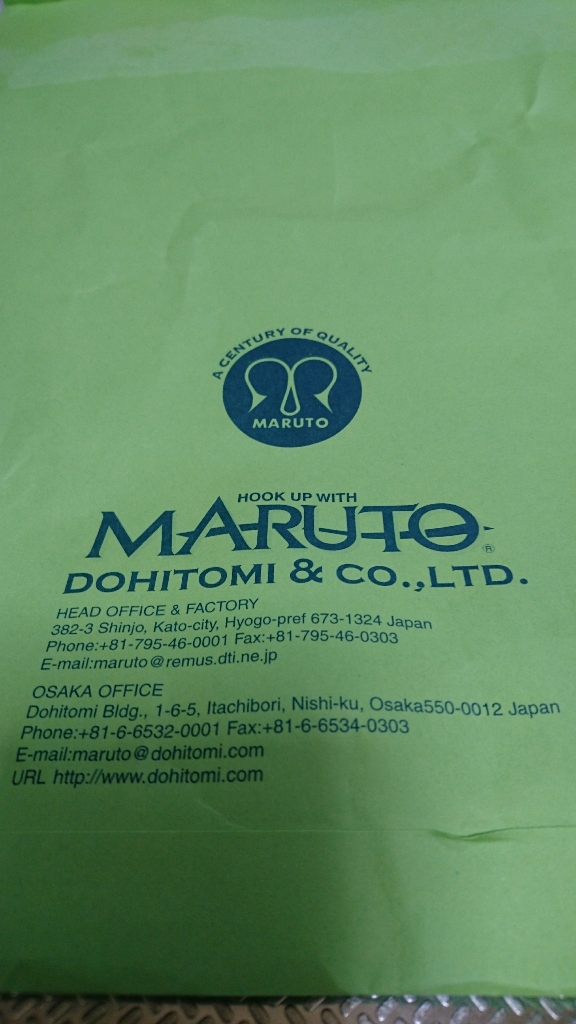 A CENTURY OF QUALITY
MARUTO
HOOK UP WITH
MARUTO®
DOHITOMI & CO.,LTD.
HEAD OFFICE & FACTORY
382-3 Shinjo, Kato-city, Hyogo-pref 673-1324 Japan
Phone:+81-795-46-0001 Fax:+81-795-46-0303
E-mail:maruto@remus.dti.ne.jp
OSAKA OFFICE
Dohitomi Bldg., 1-6-5, Itachibori, Nishi-ku, Osaka550-0012 Japan
Phone:+81-6-6532-0001 Fax:+81-6-6534-0303
E-mail:maruto@dohitomi.com
URL http://www.dohitomi.com